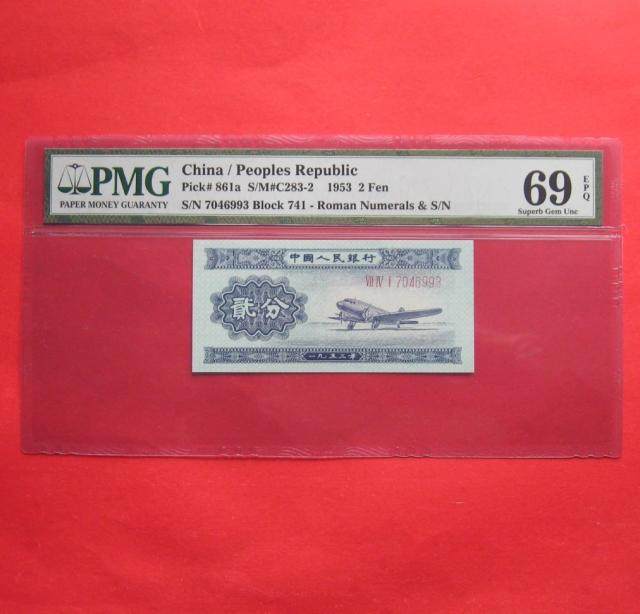 PMG
PAPER MONEY GUARANTY
China / Peoples Republic
Pick# 861a S/M#C283-2 1953 2 Fen
S/N 7046993 Block 741 - Roman Numerals & S/N
69
EPQ
Superb Gem Unc
中國人民銀行
VII IV I 7046993
貳分
一九五三年